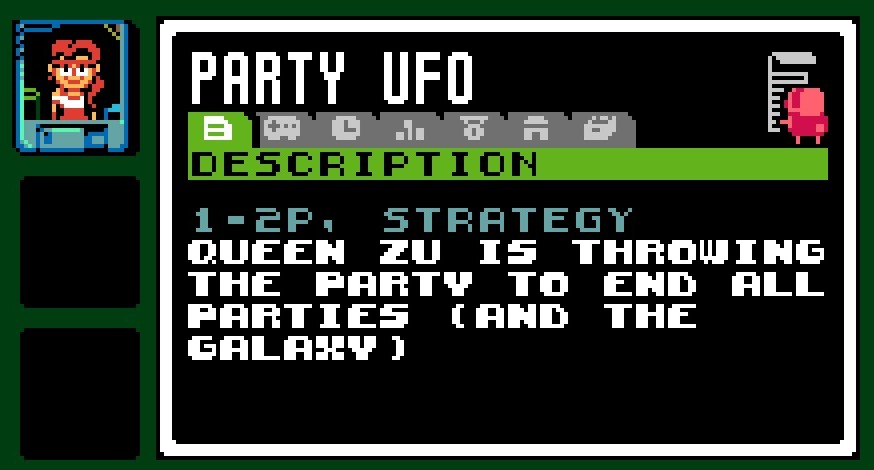 PARTY UFO
DESCRIPTION
1-2P, STRATEGY
QUEEN ZU IS THROWING
THE PARTY TO END ALL
PARTIES (AND THE
GALAXY)